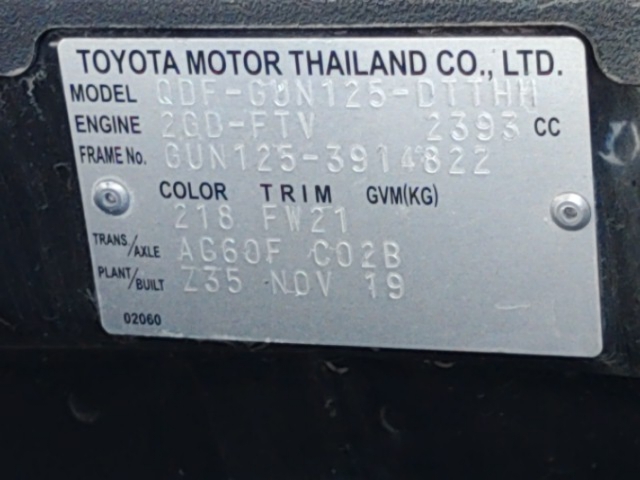 TOYOTA MOTOR THAILAND CO., LTD.
MODEL QDF-GUN125-DTTHH
ENGINE 2GD-FTV 2393 CC
FRAME No. GUN125-3914822
COLOR TRIM GVM(KG)
218 FW21
TRANS/AXLE AC60F C02B
PLANT/BUILT Z35 NOV 19
02060